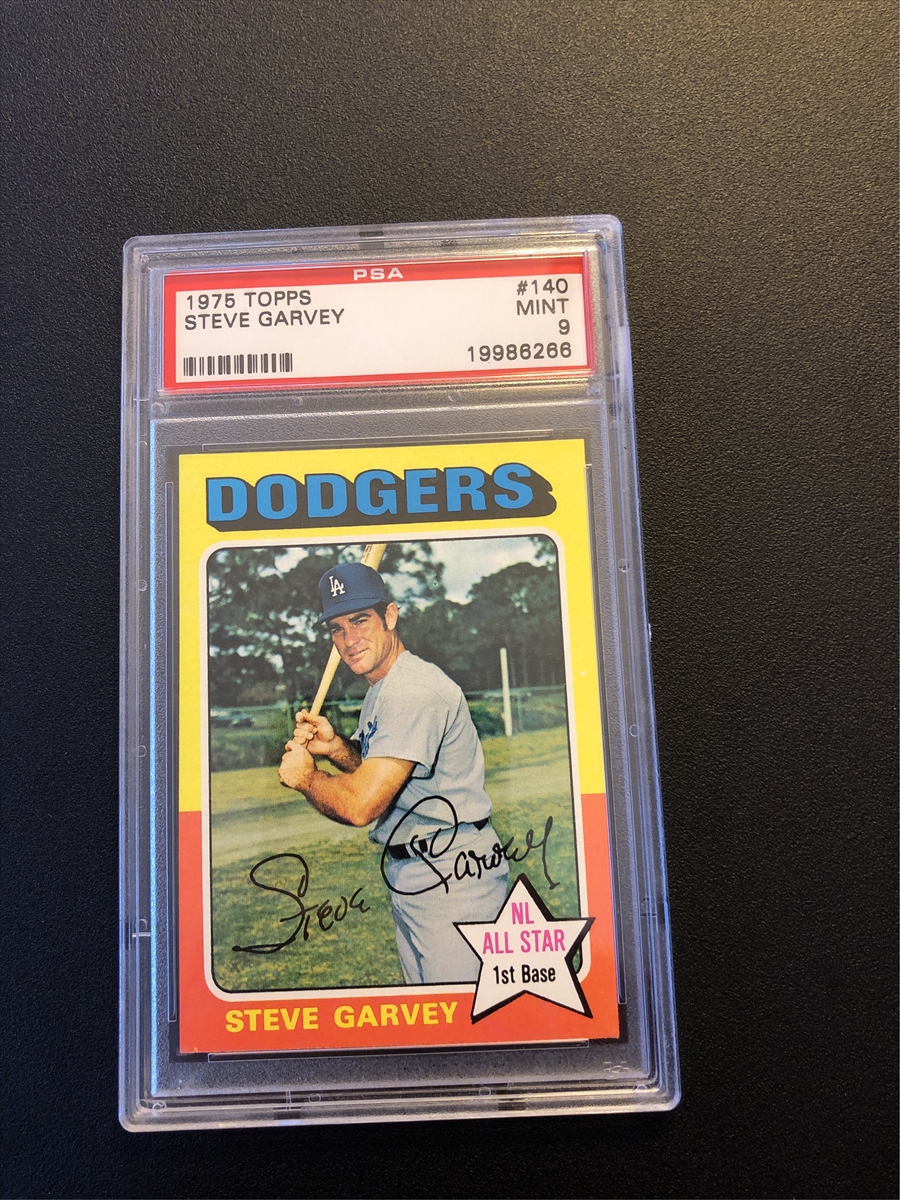 PSA
1975 TOPPS #140
STEVE GARVEY MINT
9
19986266
DODGERS
LA
Steve Garvey
NL
ALL STAR
1st Base
STEVE GARVEY